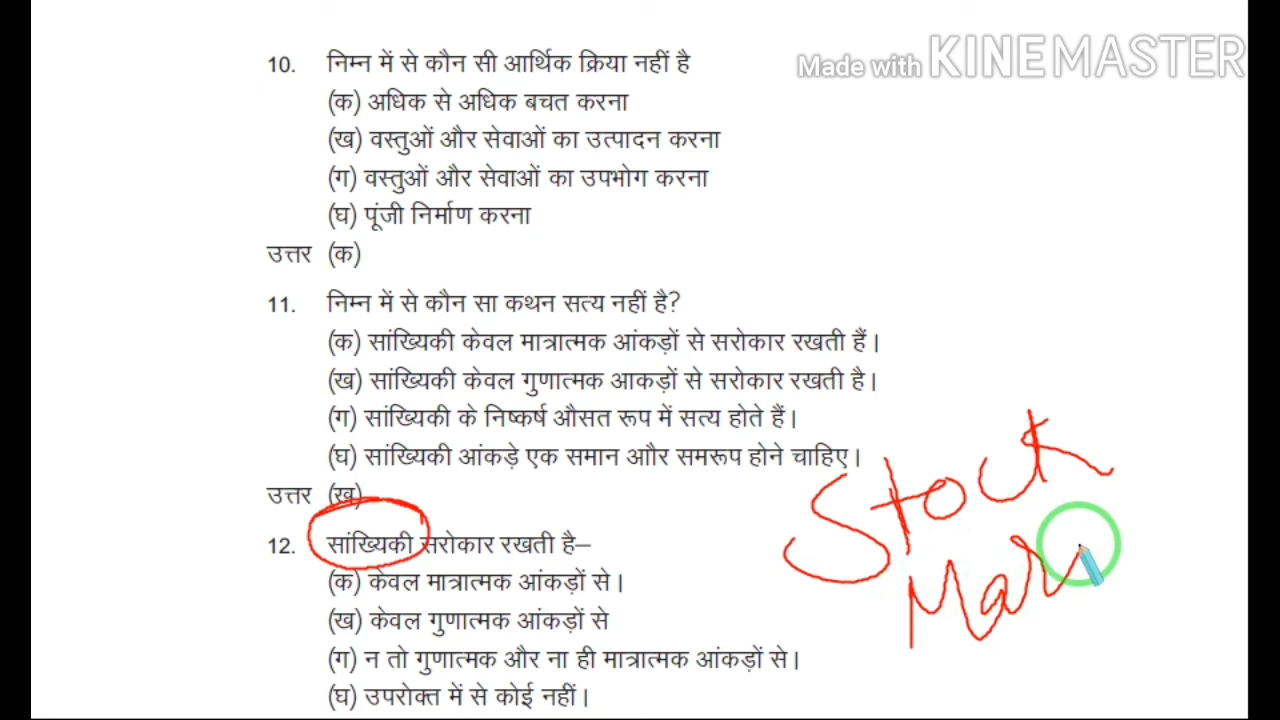 Made with KINEMASTER
10. निम्न में से कौन सी आर्थिक क्रिया नहीं है
(क) अधिक से अधिक बचत करना
(ख) वस्तुओं और सेवाओं का उत्पादन करना
(ग) वस्तुओं और सेवाओं का उपभोग करना
(घ) पूंजी निर्माण करना
उत्तर (क)
11. निम्न में से कौन सा कथन सत्य नहीं है?
(क) सांख्यिकी केवल मात्रात्मक आंकड़ों से सरोकार रखती हैं।
(ख) सांख्यिकी केवल गुणात्मक आकड़ों से सरोकार रखती है।
(ग) सांख्यिकी के निष्कर्ष औसत रूप में सत्य होते हैं।
(घ) सांख्यिकी आंकड़े एक समान आौर समरूप होने चाहिए।
उत्तर (ख)
12. सांख्यिकी सरोकार रखती है–
(क) केवल मात्रात्मक आंकड़ों से।
(ख) केवल गुणात्मक आंकड़ों से
(ग) न तो गुणात्मक और ना ही मात्रात्मक आंकड़ों से।
(घ) उपरोक्त में से कोई नहीं।
Stock
Mar